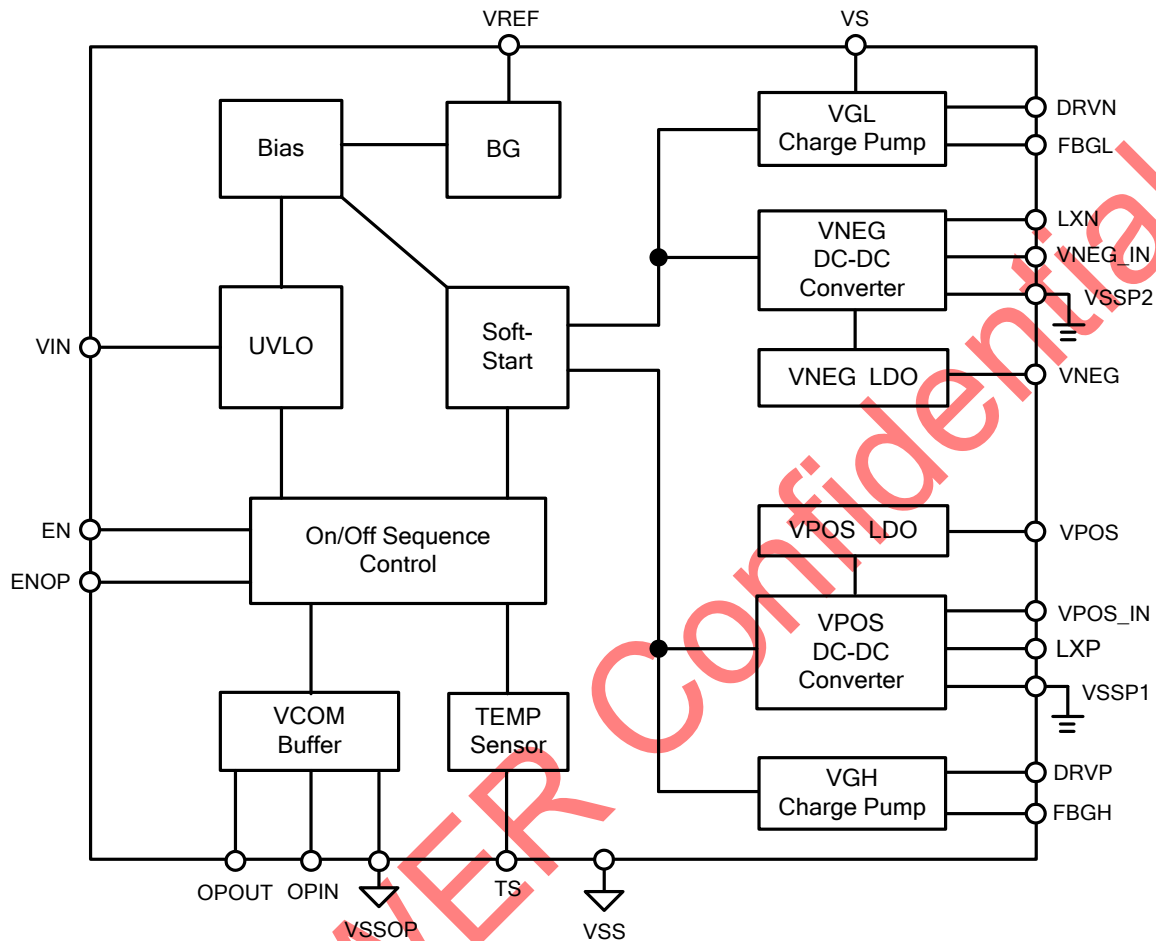 VREF
VS
Bias
BG
VGL
Charge Pump
DRVN
FBGL
VNEG
DC-DC
Converter
LXN
VNEG_IN
VSSP2
VIN
UVLO
Soft-
Start
VNEG LDO
VNEG
EN
ENOP
On/Off Sequence
Control
VPOS LDO
VPOS
VPOS
DC-DC
Converter
VPOS_IN
LXP
VSSP1
VCOM
Buffer
TEMP
Sensor
VGH
Charge Pump
DRVP
FBGH
OPOUT
OPIN
VSSOP
TS
VSS
Confidential